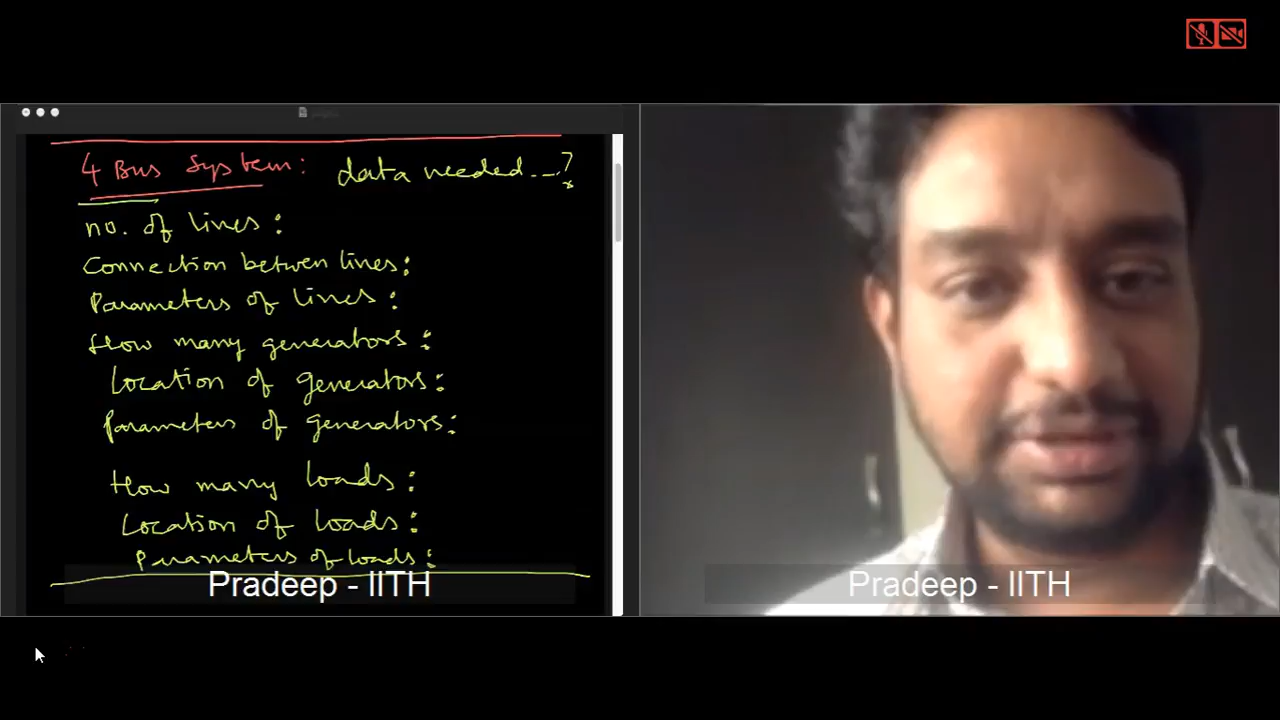 4 Bus System: data needed...?
no. of lines:
Connection betwen lines:
Parameters of lines:
How many generators:
Location of generators:
Parameters of generators:
How many loads:
Location of loads:
Parameters of loads:
Pradeep - IITH
Pradeep - IITH